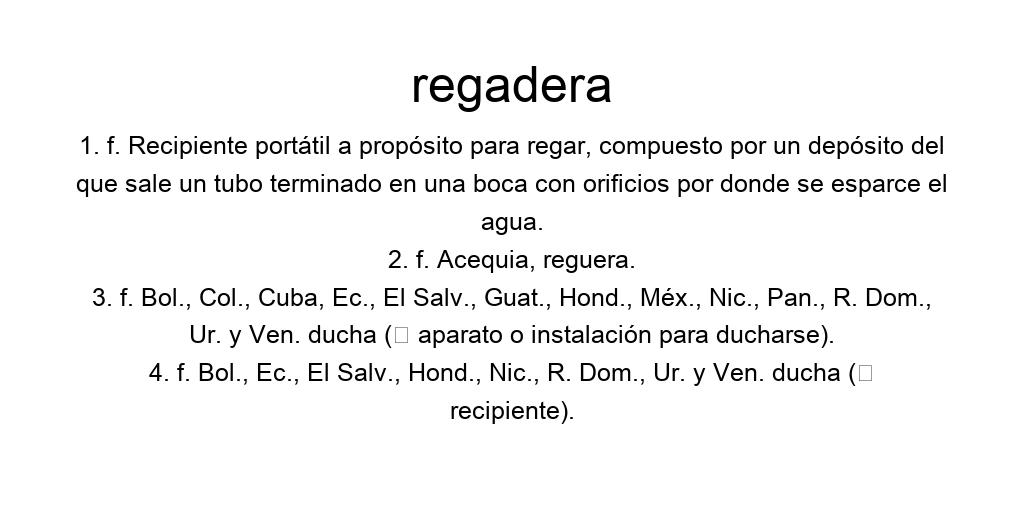 regadera
1. f. Recipiente portátil a propósito para regar, compuesto por un depósito del
que sale un tubo terminado en una boca con orificios por donde se esparce el
agua.
2. f. Acequia, reguera.
3. f. Bol., Col., Cuba, Ec., El Salv., Guat., Hond., Méx., Nic., Pan., R. Dom.,
Ur. y Ven. ducha (▯ aparato o instalación para ducharse).
4. f. Bol., Ec., El Salv., Hond., Nic., R. Dom., Ur. y Ven. ducha (▯
recipiente).